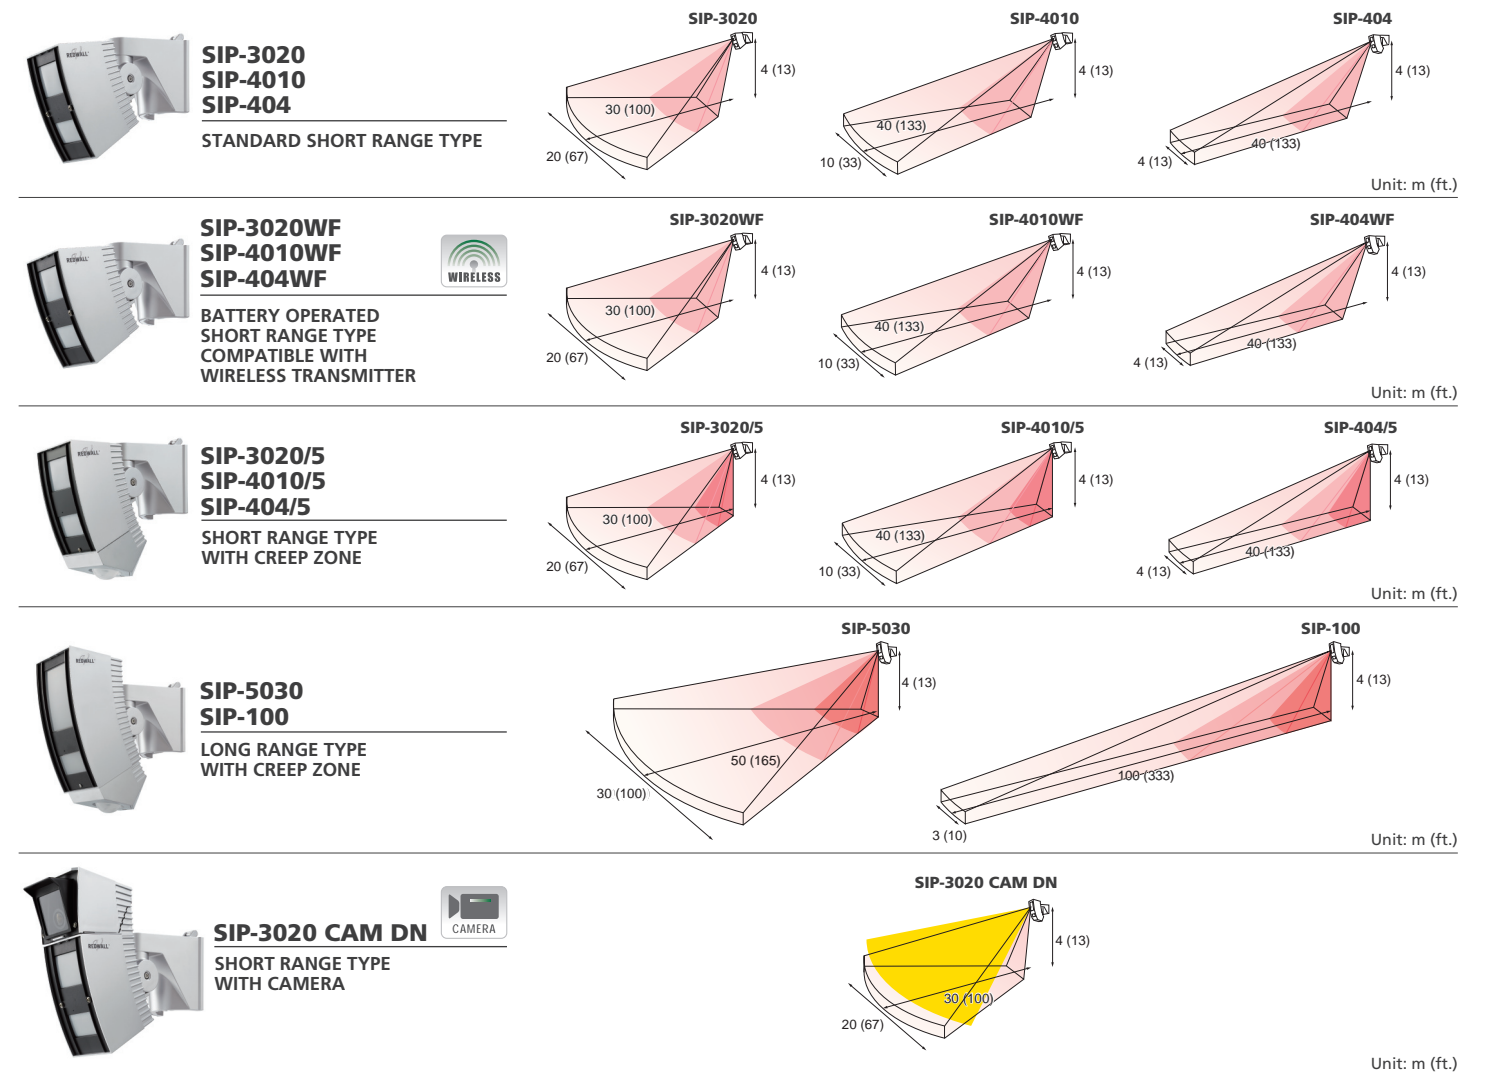 SIP-3020
SIP-4010
SIP-404
STANDARD SHORT RANGE TYPE
REDWALL
SIP-3020
4 (13)
30 (100)
20 (67)
SIP-4010
4 (13)
40 (133)
10 (33)
SIP-404
4 (13)
40 (133)
4 (13)
Unit: m (ft.)
SIP-3020WF
SIP-4010WF
SIP-404WF
WIRELESS
BATTERY OPERATED
SHORT RANGE TYPE
COMPATIBLE WITH
WIRELESS TRANSMITTER
REDWALL
SIP-3020WF
4 (13)
30 (100)
20 (67)
SIP-4010WF
4 (13)
40 (133)
10 (33)
SIP-404WF
4 (13)
40 (133)
4 (13)
Unit: m (ft.)
SIP-3020/5
SIP-4010/5
SIP-404/5
SHORT RANGE TYPE
WITH CREEP ZONE
REDWALL
SIP-3020/5
4 (13)
30 (100)
20 (67)
SIP-4010/5
4 (13)
40 (133)
10 (33)
SIP-404/5
4 (13)
40 (133)
4 (13)
Unit: m (ft.)
SIP-5030
SIP-100
LONG RANGE TYPE
WITH CREEP ZONE
REDWALL
SIP-5030
4 (13)
50 (165)
30 (100)
SIP-100
4 (13)
100 (333)
3 (10)
Unit: m (ft.)
SIP-3020 CAM DN
CAMERA
SHORT RANGE TYPE
WITH CAMERA
REDWALL
SIP-3020 CAM DN
4 (13)
30 (100)
20 (67)
Unit: m (ft.)